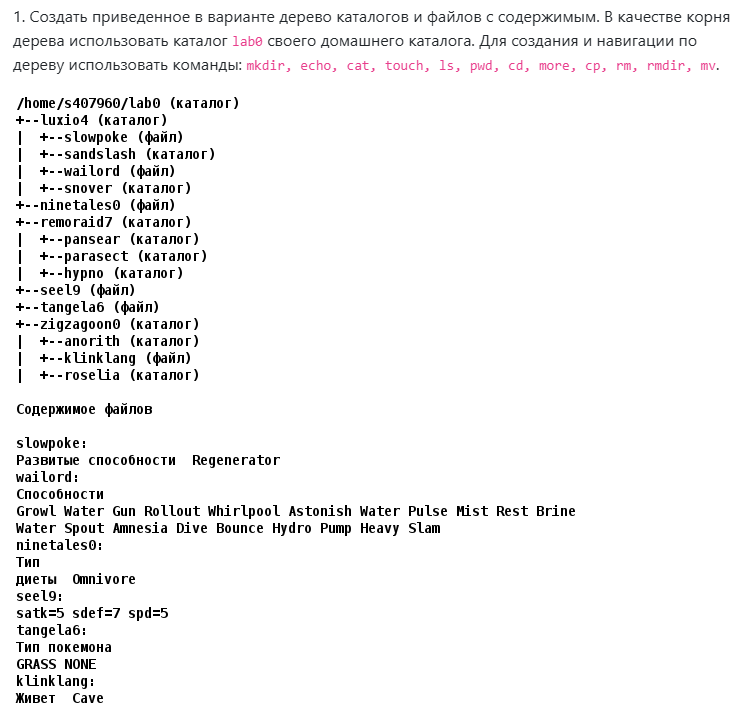 1. Создать приведенное в варианте дерево каталогов и файлов с содержимым. В качестве корня
дерева использовать каталог lab0 своего домашнего каталога. Для создания и навигации по
дереву использовать команды: mkdir, echo, cat, touch, ls, pwd, cd, more, cp, rm, rmdir, mv.
/home/s407960/lab0 (каталог)
+--luxio4 (каталог)
|  +--slowpoke (файл)
|  +--sandslash (каталог)
|  +--wailord (файл)
|  +--snover (каталог)
+--ninetales0 (файл)
+--remoraid7 (каталог)
|  +--pansear (каталог)
|  +--parasect (каталог)
|  +--hypno (каталог)
+--seel9 (файл)
+--tangela6 (файл)
+--zigzagoon0 (каталог)
|  +--anorith (каталог)
|  +--klinklang (файл)
|  +--roselia (каталог)
Содержимое файлов
slowpoke:
Развитые способности  Regenerator
wailord:
Способности
Growl Water Gun Rollout Whirlpool Astonish Water Pulse Mist Rest Brine
Water Spout Amnesia Dive Bounce Hydro Pump Heavy Slam
ninetales0:
Тип
диеты  Omnivore
seel9:
satk=5 sdef=7 spd=5
tangela6:
Тип покемона
GRASS NONE
klinklang:
Живет  Cave